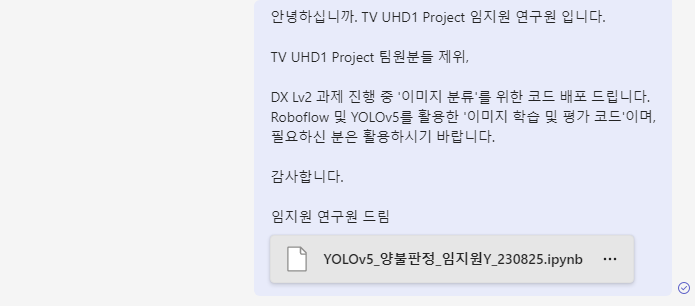 안녕하십니까. TV UHD1 Project 임지원 연구원 입니다.
TV UHD1 Project 팀원분들 제위,
DX Lv2 과제 진행 중 '이미지 분류'를 위한 코드 배포 드립니다.
Roboflow 및 YOLOv5를 활용한 '이미지 학습 및 평가 코드'이며,
필요하신 분은 활용하시기 바랍니다.
감사합니다.
임지원 연구원 드림
YOLOv5_양불판정_임지원Y_230825.ipynb